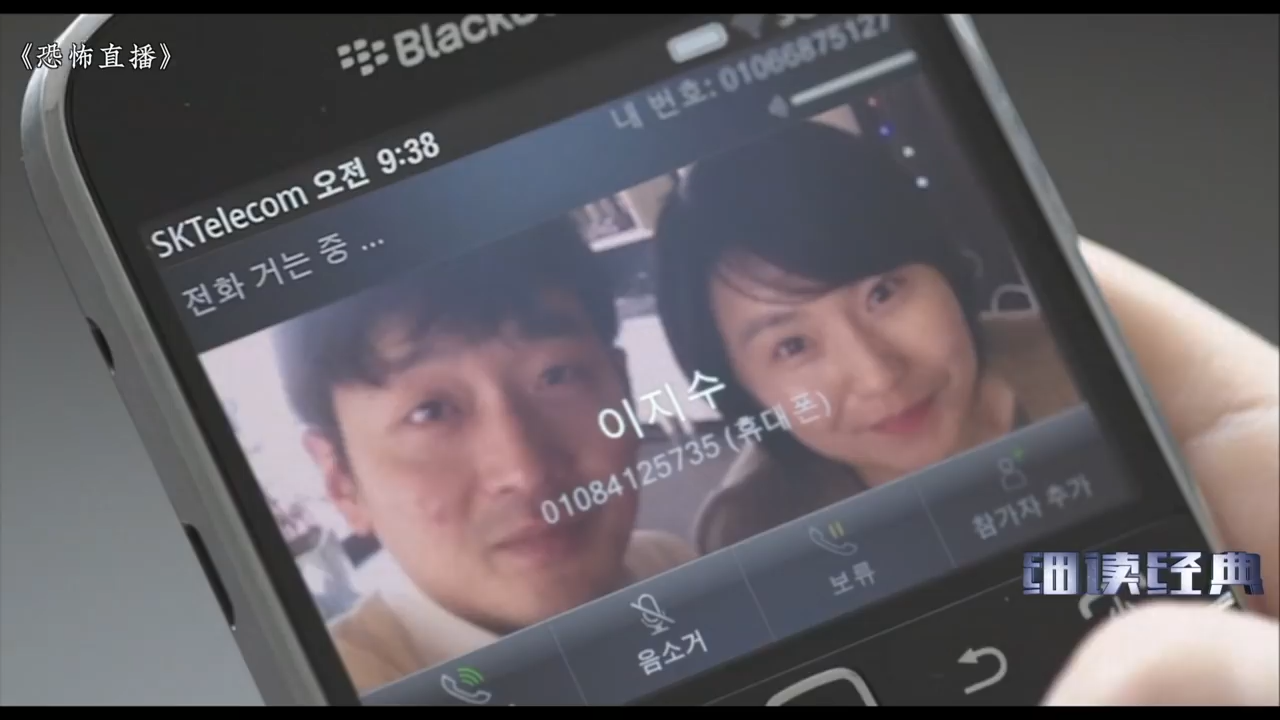 《恐怖直播》
BlackBe
내 번호: 01066875127
SKTelecom 오전 9:38
전화 거는 중 ...
이지수
01084125735 (휴대폰)
참가자 추가
보류
음소거
细读经典